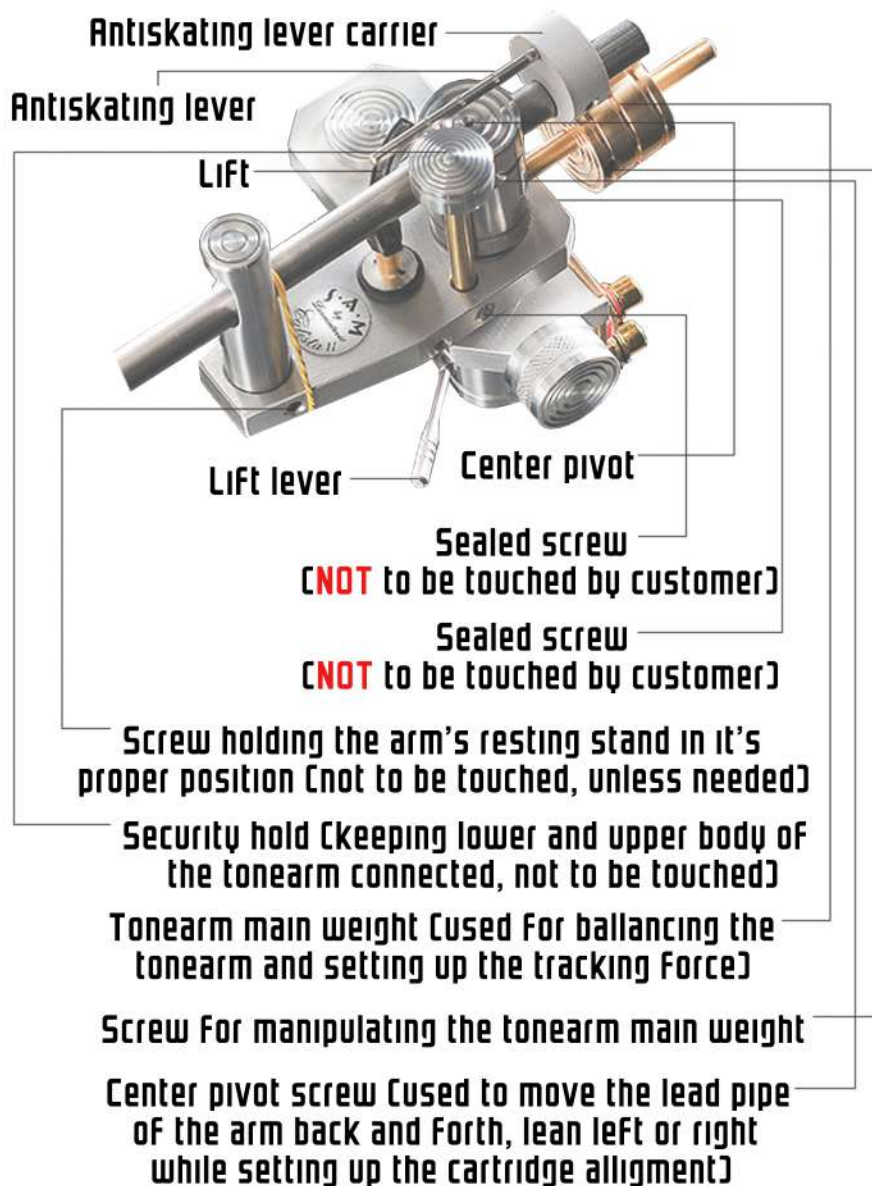 Antiskating lever carrier
Antiskating lever
Lift
S.A.M
by
Lift lever
Center pivot
Sealed screw
(NOT to be touched by customer)
Sealed screw
(NOT to be touched by customer)
Screw holding the arm's resting stand in it's
proper position (not to be touched, unless needed)
Security hold (keeping lower and upper body of
the tonearm connected, not to be touched)
Tonearm main weight (used for ballancing the
tonearm and setting up the tracking force)
Screw for manipulating the tonearm main weight
Center pivot screw (used to move the lead pipe
of the arm back and forth, lean left or right
while setting up the cartridge alligment)